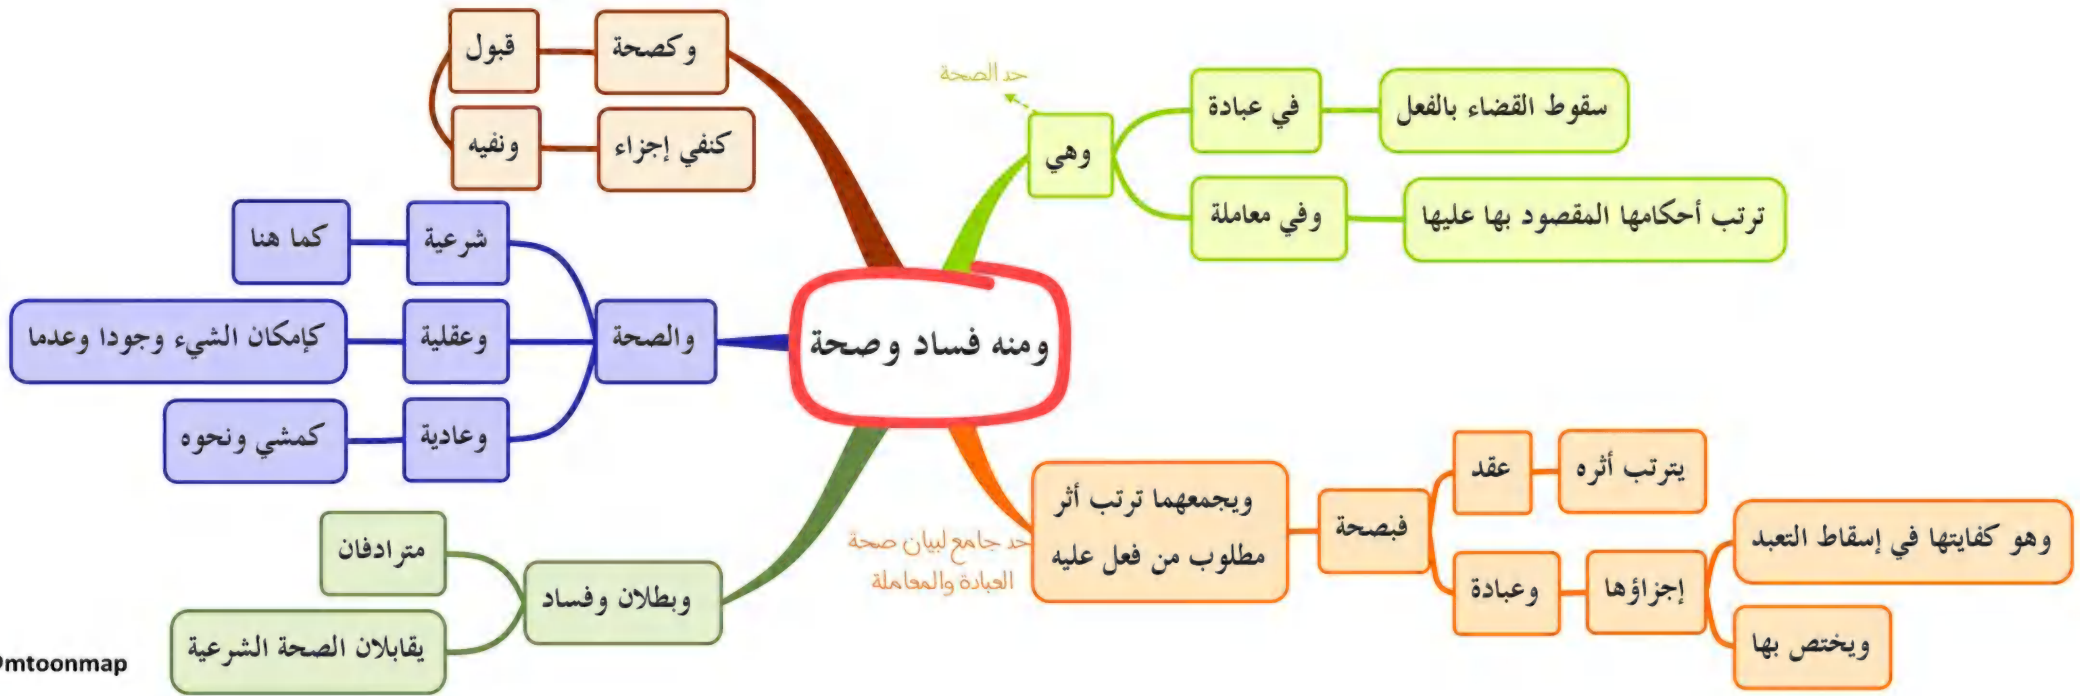 ومنه فساد وصحة
حد الصحة
وهي
في عبادة
سقوط القضاء بالفعل
وفي معاملة
ترتب أحكامها المقصود بها عليها
ويجمعهما ترتب أثر
مطلوب من فعل عليه
حد جامع لبيان صحة
العبادة والمعاملة
فبصحة
عقد
يترتب أثره
وعبادة
إجزاؤها
وهو كفايتها في إسقاط التعبد
ويختص بها
وكصحة
قبول
ونفيه
كنفي إجزاء
والصحة
شرعية
كما هنا
وعقلية
كإمكان الشيء وجودا وعدما
وعادية
كمشي ونحوه
وبطلان وفساد
مترادفان
يقابلان الصحة الشرعية
mtoonmap